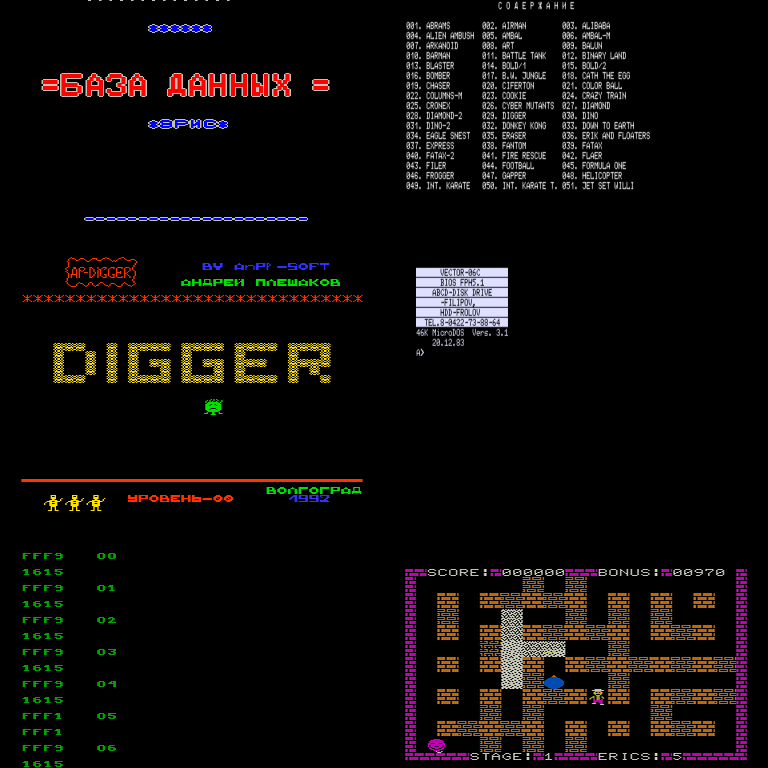 =БАЗА ДАННЫХ =
ЭРИС
СОДЕРЖАНИЕ
001. ABRAMS 002. AIRMAN 003. ALIBABA
004. ALIEN AMBUSH 005. AMBAL 006. AMBAL-M
007. ARKANOID 008. ART 009. BALUN
010. BARMAN 011. BATTLE TANK 012. BINARY LAND
013. BLASTER 014. BOLD/1 015. BOLD/2
016. BOMBER 017. B.W. JUNGLE 018. CATH THE EGG
019. CHASER 020. CIFERTON 021. COLOR BALL
022. COLUMNS-M 023. COOKIE 024. CRAZY TRAIN
025. CRONEX 026. CYBER MUTANTS 027. DIAMOND
028. DIAMOND-2 029. DIGGER 030. DINO
031. DINO-2 032. DONKEY KONG 033. DOWN TO EARTH
034. EAGLE SNEST 035. ERASER 036. ERIK AND FLOATERS
037. EXPRESS 038. FANTOM 039. FATAX
040. FATAX-2 041. FIRE RESCUE 042. FLAER
043. FILER 044. FOOTBALL 045. FORMULA ONE
046. FROGGER 047. GAPPER 048. HELICOPTER
049. INT. KARATE 050. INT. KARATE T. 051. JET SET WILLI
AP-DIGGER
BY
-SOFT
АНДРЕЙ ПЛЕШАКОВ
DIGGER
ВОЛГОГРАД
УРОВЕНЬ-00
1992
VECTOR-06C
BIOS FPH5.1
ABCD-DISK DRIVE
-FILIPOV,
HDD-FROLOV
TEL.8-0422-73-88-64
46K MicroDOS Vers. 3.1
20.12.83
A>
FFF9 00
1615
FFF9 01
1615
FFF9 02
1615
FFF9 03
1615
FFF9 04
1615
FFF1 05
FFF1
FFF9 06
1615
SCORE: 000000 BONUS: 00970
STAGE: 1 ERICS: 5